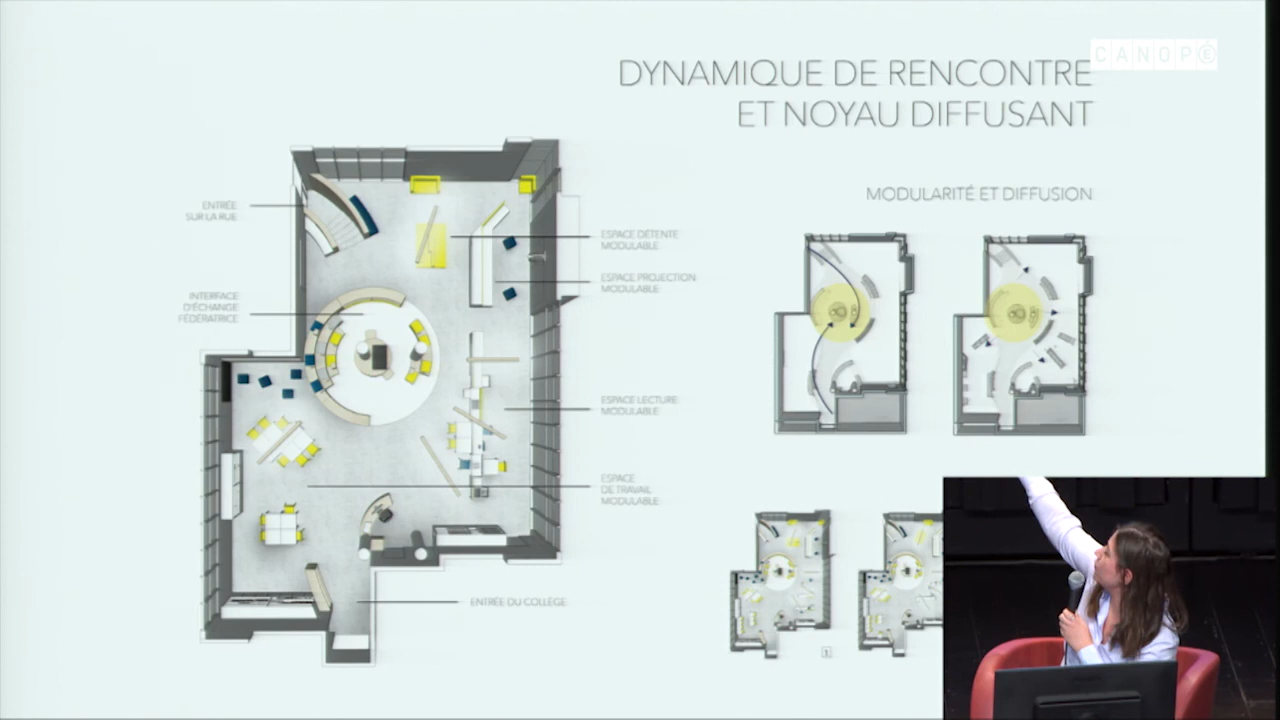 CANOPÉ
DYNAMIQUE DE RENCONTRE
ET NOYAU DIFFUSANT
MODULARITÉ ET DIFFUSION
ENTRÉE
SUR LA RUE
INTERFACE
D'ÉCHANGE
FÉDÉRATRICE
ESPACE DÉTENTE
MODULABLE
ESPACE PROJECTION
MODULABLE
ESPACE LECTURE
MODULABLE
ESPACE
DE TRAVAIL
MODULABLE
ENTRÉE DU COLLÈGE
1